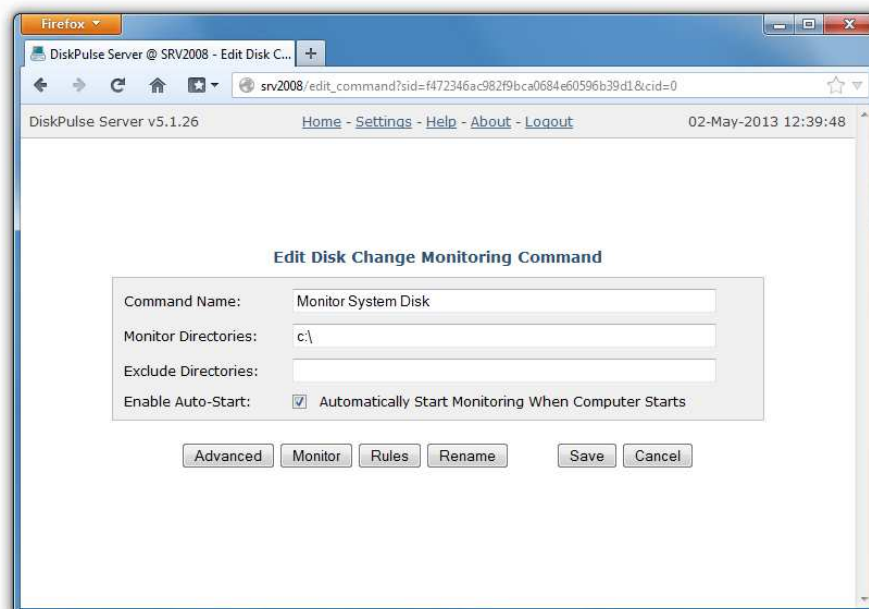 Firefox
DiskPulse Server @ SRV2008 - Edit Disk C... +
srv2008/edit_command?sid=f472346ac982f9bca0684e60596b39d1&cid=0
DiskPulse Server v5.1.26 Home - Settings - Help - About - Logout 02-May-2013 12:39:48
Edit Disk Change Monitoring Command
Command Name: Monitor System Disk
Monitor Directories: c:\
Exclude Directories:
Enable Auto-Start: Automatically Start Monitoring When Computer Starts
Advanced Monitor Rules Rename Save Cancel